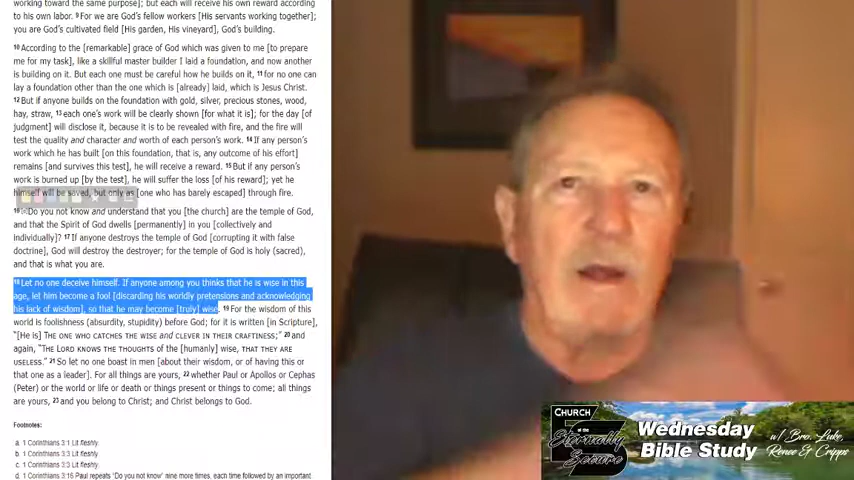 working toward the same purpose]; but each will receive his own reward according
to his own labor. 9 For we are God's fellow workers [His servants working together];
you are God's cultivated field [His garden, His vineyard], God's building.
10 According to the [remarkable] grace of God which was given to me [to prepare
me for my task], like a skillful master builder I laid a foundation, and now another
is building on it. But each one must be careful how he builds on it, 11 for no one can
lay a foundation other than the one which is [already] laid, which is Jesus Christ.
12 But if anyone builds on the foundation with gold, silver, precious stones, wood,
hay, straw, 13 each one's work will be clearly shown [for what it is]; for the day [of
judgment] will disclose it, because it is to be revealed with fire, and the fire will
test the quality and character and worth of each person's work. 14 If any person's
work which he has built [on this foundation, that is, any outcome of his effort]
remains [and survives this test], he will receive a reward. 15 But if any person's
work is burned up [by the test], he will suffer the loss [of his reward]; yet he
himself will be saved, but only as [one who has barely escaped] through fire.
16 Do you not know and understand that you [the church] are the temple of God,
and that the Spirit of God dwells [permanently] in you [collectively and
individually]? 17 If anyone destroys the temple of God [corrupting it with false
doctrine], God will destroy the destroyer; for the temple of God is holy (sacred),
and that is what you are.
18 Let no one deceive himself. If anyone among you thinks that he is wise in this
age, let him become a fool [discarding his worldly pretensions and acknowledging
his lack of wisdom], so that he may become [truly] wise. 19 For the wisdom of this
world is foolishness (absurdity, stupidity) before God; for it is written [in Scripture],
"[He is] THE ONE WHO CATCHES THE WISE and CLEVER IN THEIR CRAFTINESS;" 20 and
again, "THE LORD KNOWS THE THOUGHTS OF THE [humanly] WISE, THAT THEY ARE
USELESS." 21 So let no one boast in men [about their wisdom, or of having this or
that one as a leader]. For all things are yours, 22 whether Paul or Apollos or Cephas
(Peter) or the world or life or death or things present or things to come; all things
are yours, 23 and you belong to Christ; and Christ belongs to God.
Footnotes:
a. 1 Corinthians 3:1 Lit fleshly.
b. 1 Corinthians 3:3 Lit fleshly.
c. 1 Corinthians 3:3 Lit fleshly.
d. 1 Corinthians 3:16 Paul repeats "Do you not know" nine more times, each time followed by an important
CHURCH
of the
Eternally
Secure
Wednesday
Bible Study
w/ Bro. Luke,
Renee & Cripps